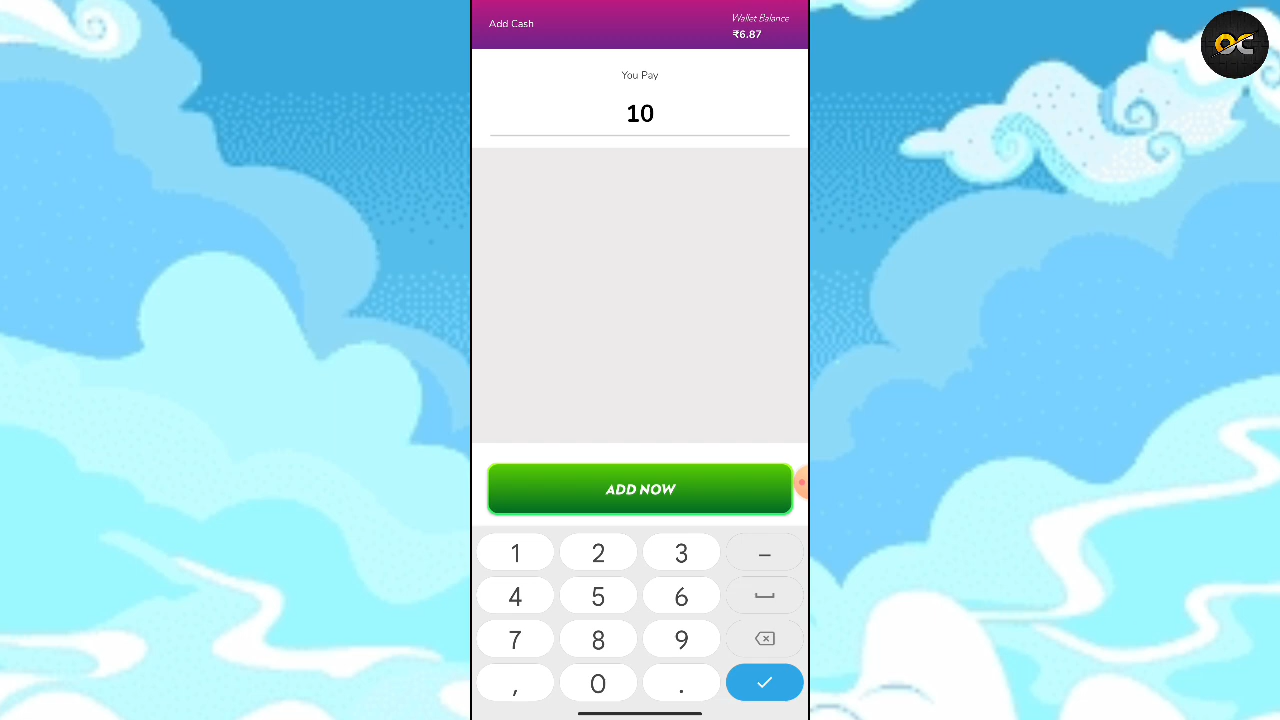 Add Cash
Wallet Balance
₹6.87
You Pay
10
ADD NOW
1 2 3 –
4 5 6
7 8 9
, 0 .
OC